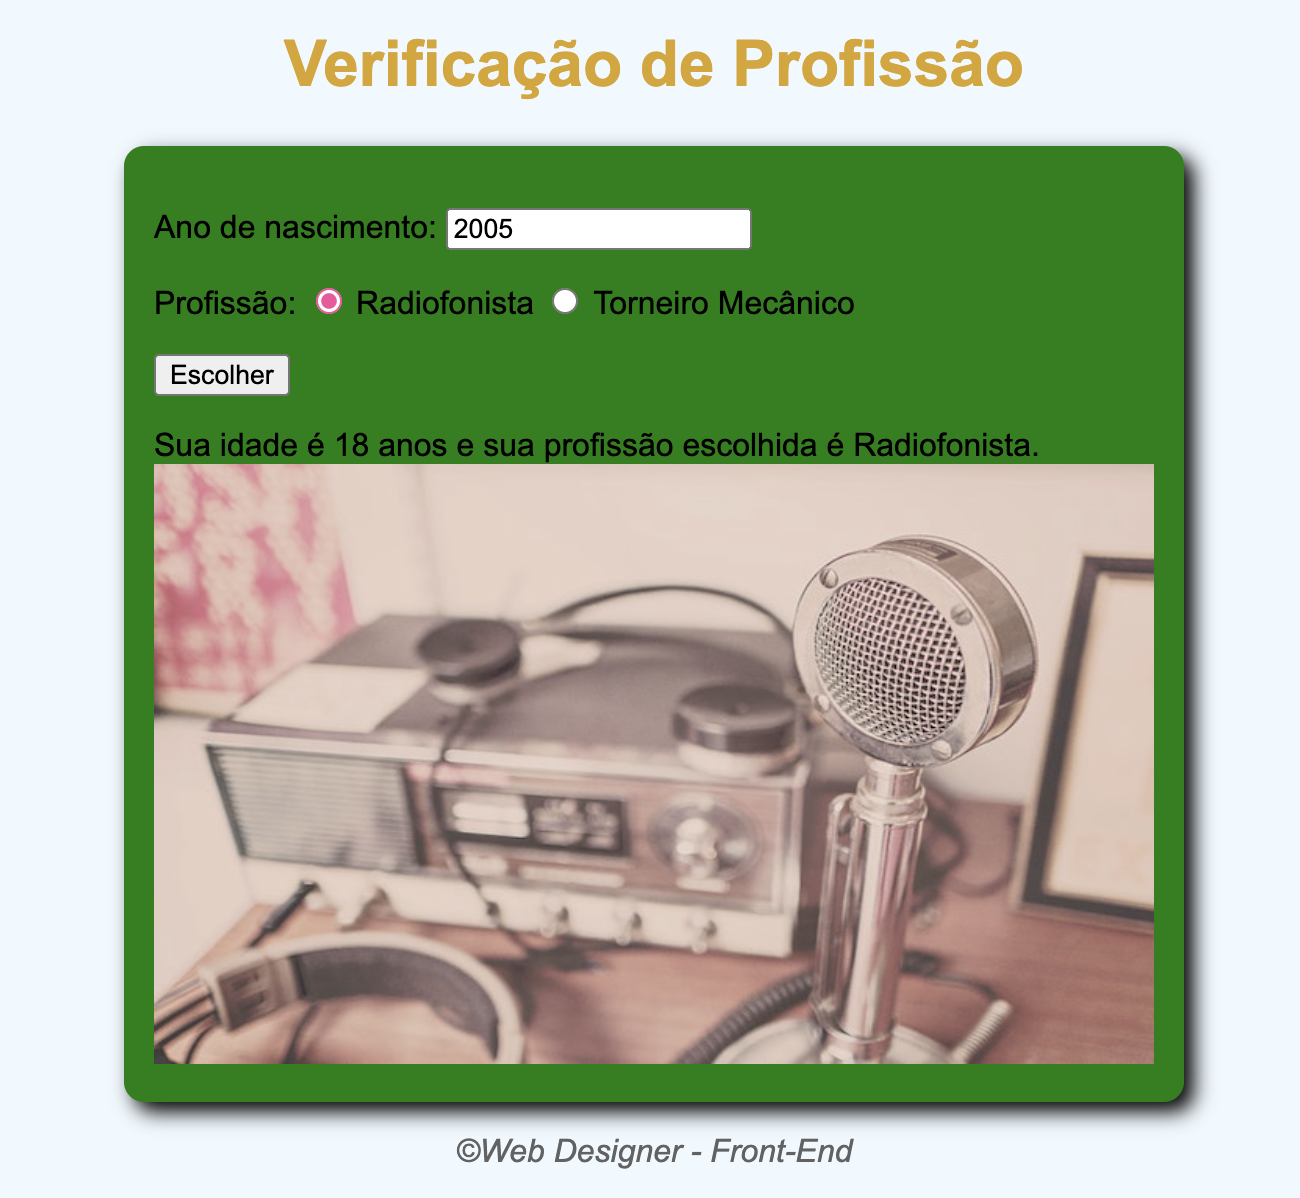 Verificação de Profissão
Ano de nascimento: 2005
Profissão: Radiofonista Torneiro Mecânico
Escolher
Sua idade é 18 anos e sua profissão escolhida é Radiofonista.
©Web Designer - Front-End